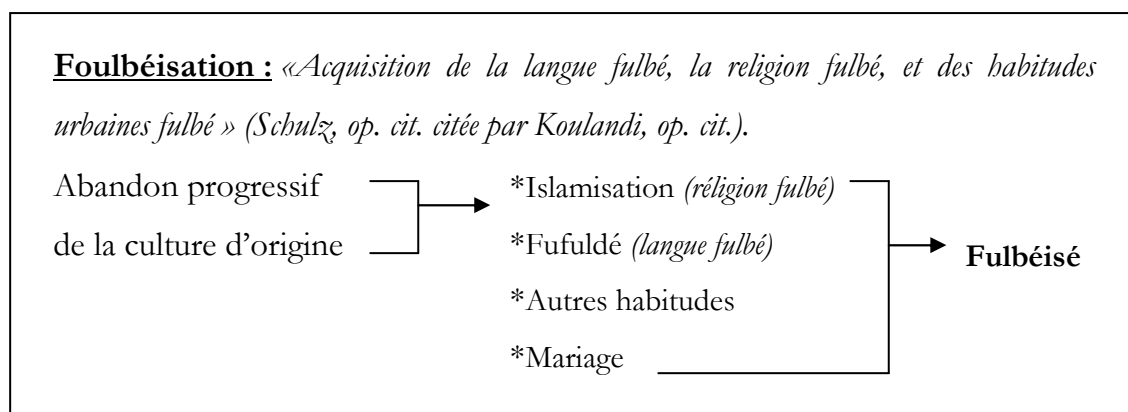 Foulbéisation : «Acquisition de la langue fulbé, la religion fulbé, et des habitudes
urbaines fulbé » (Schulz, op. cit. citée par Koulandi, op. cit.).
Abandon progressif
de la culture d’origine
*Islamisation (réligion fulbé)
*Fufuldé (langue fulbé)
*Autres habitudes
*Mariage
Fulbéisé